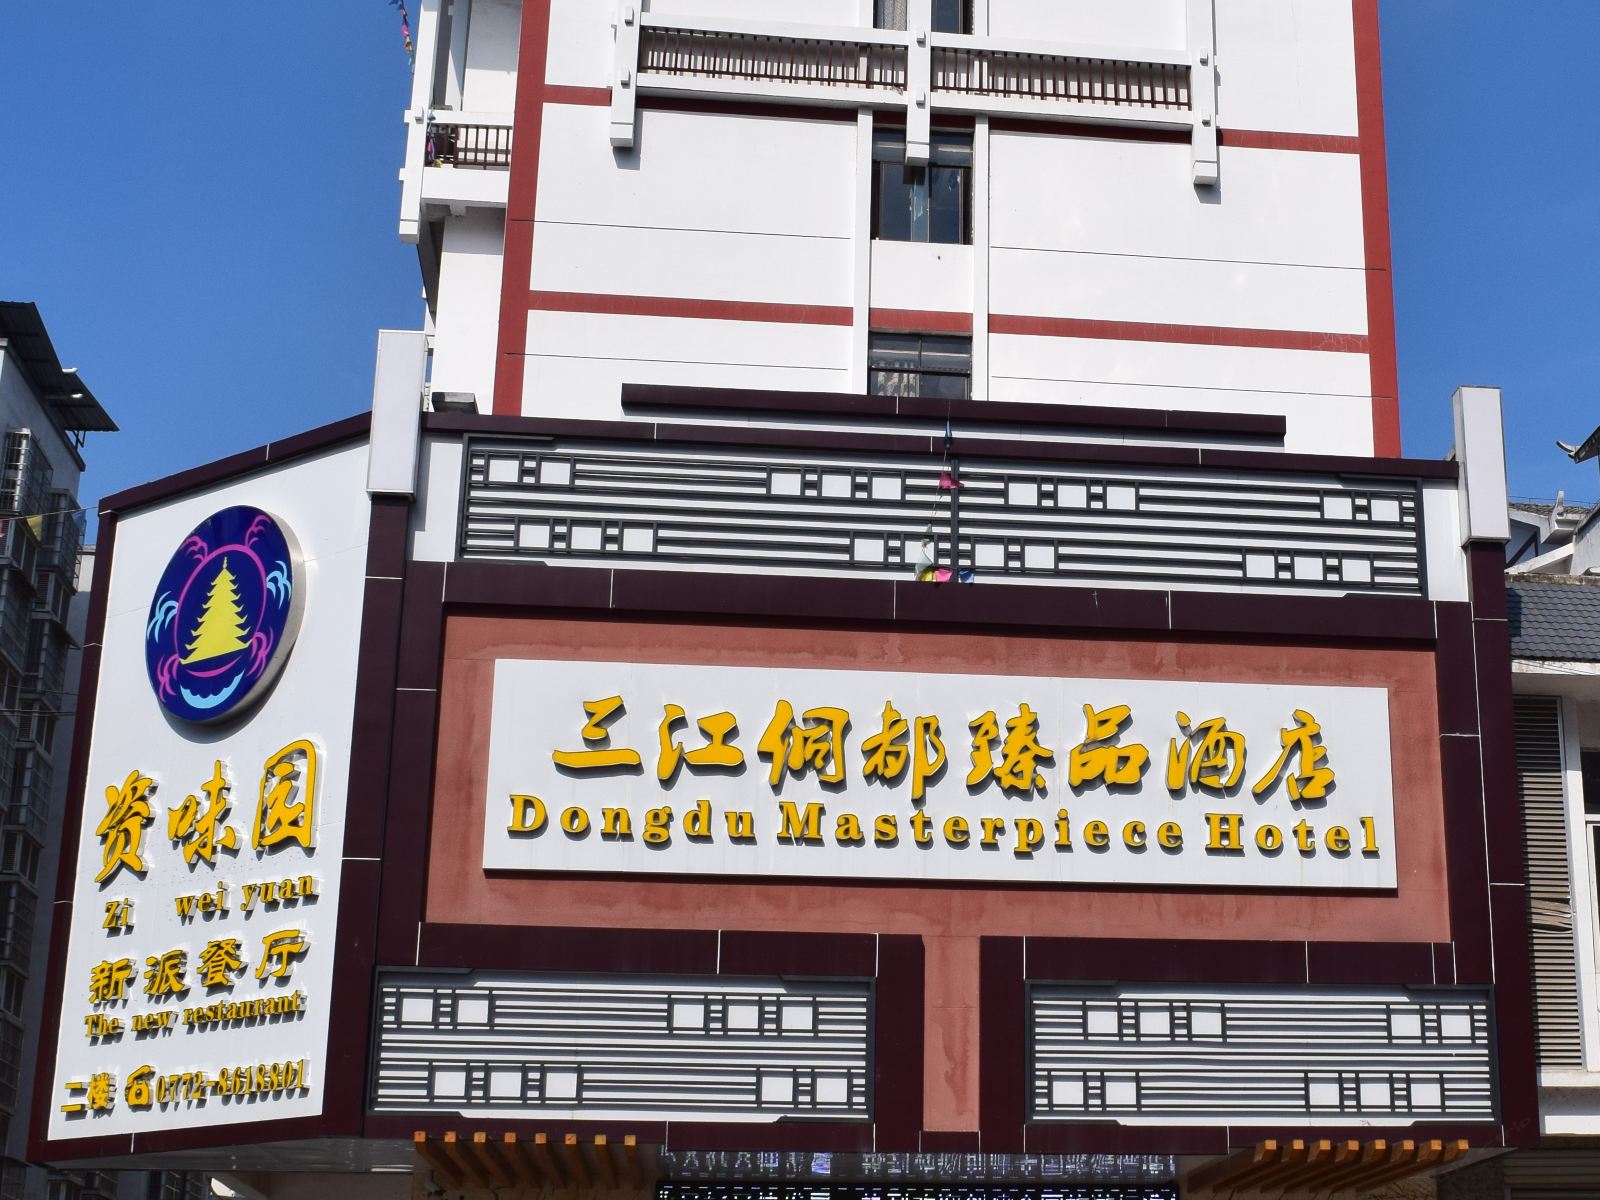 三江侗都臻品酒店
Dongdu Masterpiece Hotel
资味园
Zi wei yuan
新派餐厅
The new restaurant
二楼 ☎0772-8618801